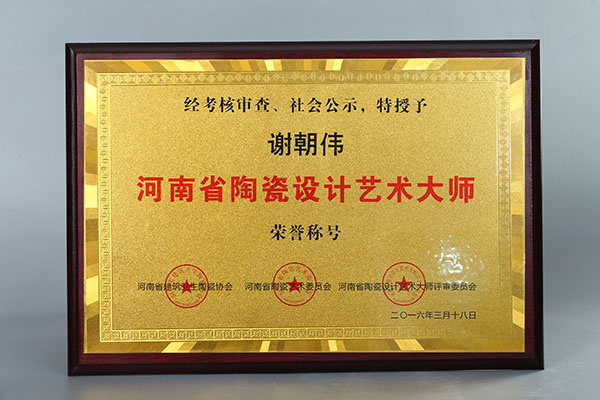 经考核审查、社会公示，特授予
谢朝伟
河南省陶瓷设计艺术大师
荣誉称号
河南省建筑卫生陶瓷协会 河南省陶瓷艺术委员会 河南省陶瓷设计艺术大师评审委员会
二〇一六年三月十八日